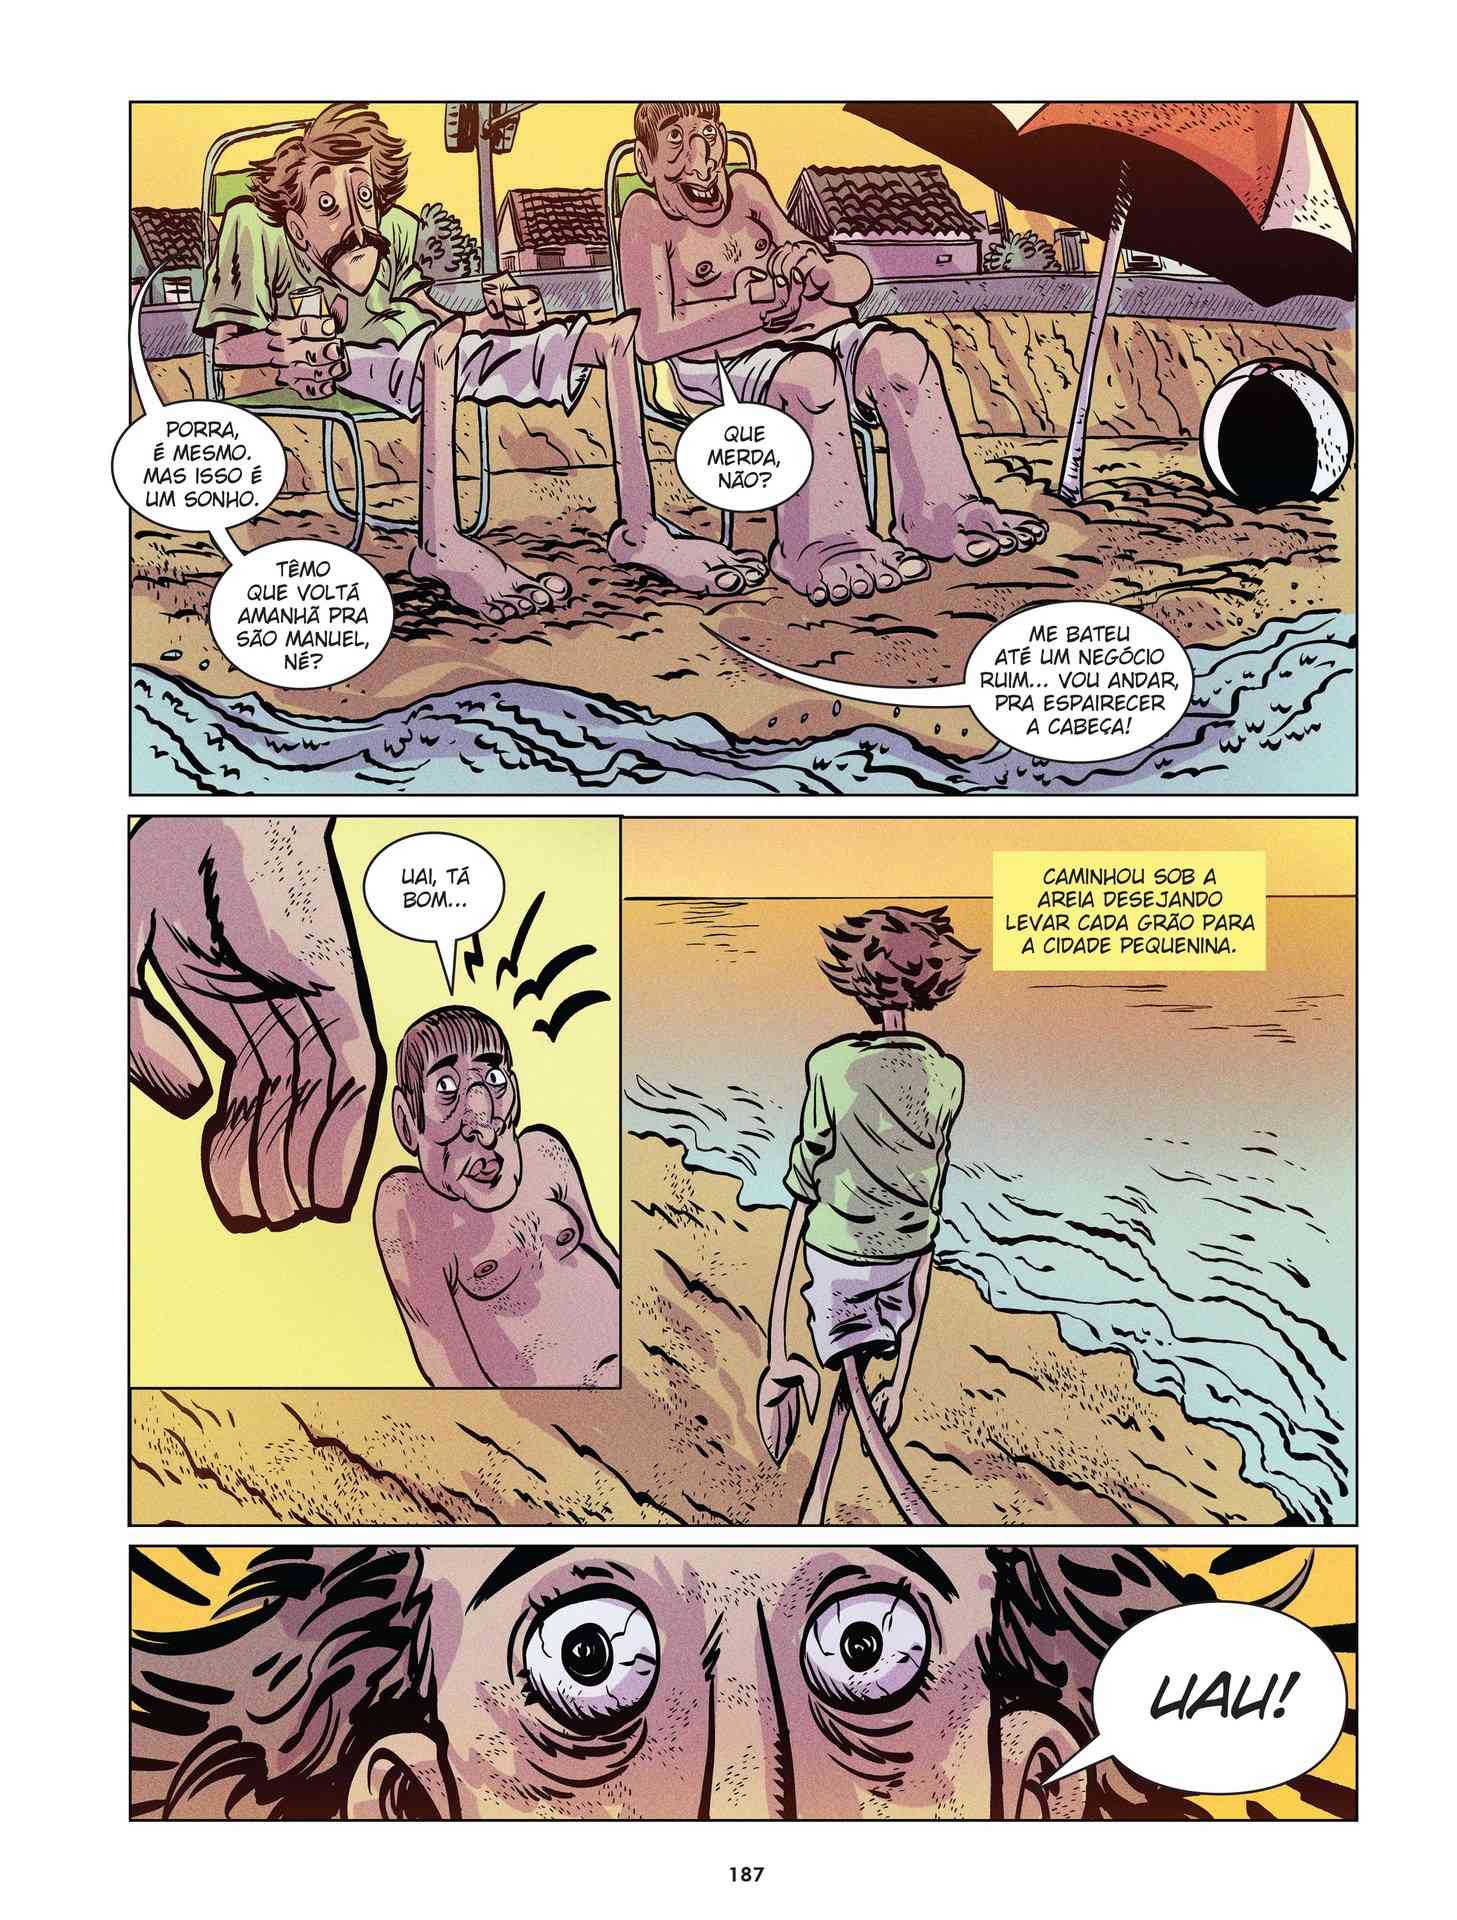 PORRA,
É MESMO.
MAS ISSO É
UM SONHO.
TÊMO
QUE VOLTÁ
AMANHÃ PRA
SÃO MANUEL,
NÉ?
QUE
MERDA,
NÃO?
ME BATEU
ATÉ UM NEGÓCIO
RUIM... VOU ANDAR,
PRA ESPAIRECER
A CABEÇA!
UAI, TÁ
BOM...
CAMINHOU SOB A
AREIA DESEJANDO
LEVAR CADA GRÃO PARA
A CIDADE PEQUENINA.
UAU!
187